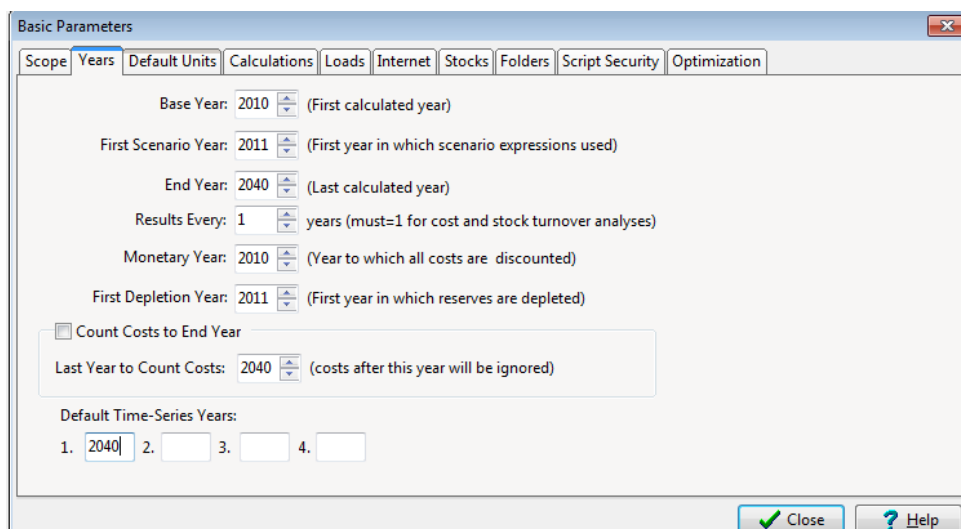 Basic Parameters
Scope Years Default Units Calculations Loads Internet Stocks Folders Script Security Optimization
Base Year: 2010 (First calculated year)
First Scenario Year: 2011 (First year in which scenario expressions used)
End Year: 2040 (Last calculated year)
Results Every: 1 years (must=1 for cost and stock turnover analyses)
Monetary Year: 2010 (Year to which all costs are discounted)
First Depletion Year: 2011 (First year in which reserves are depleted)
Count Costs to End Year
Last Year to Count Costs: 2040 (costs after this year will be ignored)
Default Time-Series Years:
1. 2040 2. 3. 4.
Close ? Help